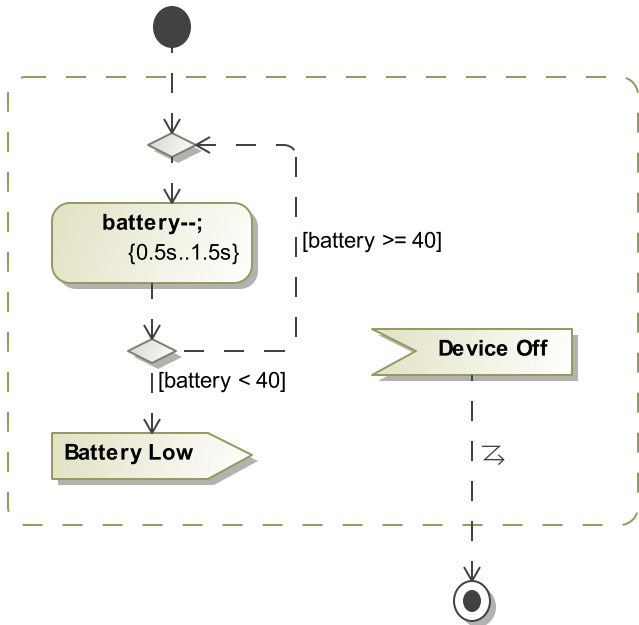 battery--;
{0.5s..1.5s}
[battery >= 40]
Device Off
[battery < 40]
Battery Low